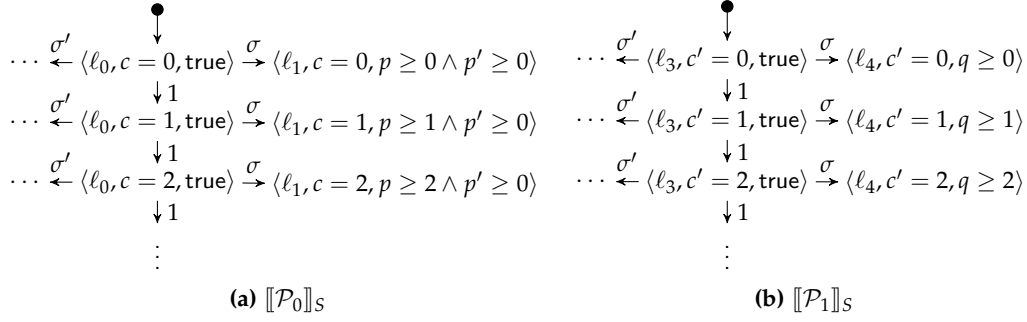 σ′ σ σ′ σ
⋯ ⟨ℓ₀, c = 0, true⟩ ⟨ℓ₁, c = 0, p ≥ 0 ∧ p′ ≥ 0⟩ ⋯ ⟨ℓ₃, c′ = 0, true⟩ ⟨ℓ₄, c′ = 0, q ≥ 0⟩
1 1
σ′ σ σ′ σ
⋯ ⟨ℓ₀, c = 1, true⟩ ⟨ℓ₁, c = 1, p ≥ 1 ∧ p′ ≥ 0⟩ ⋯ ⟨ℓ₃, c′ = 1, true⟩ ⟨ℓ₄, c′ = 1, q ≥ 1⟩
1 1
σ′ σ σ′ σ
⋯ ⟨ℓ₀, c = 2, true⟩ ⟨ℓ₁, c = 2, p ≥ 2 ∧ p′ ≥ 0⟩ ⋯ ⟨ℓ₃, c′ = 2, true⟩ ⟨ℓ₄, c′ = 2, q ≥ 2⟩
1 1
⋮ ⋮
(a) ⟦𝒫₀⟧_S (b) ⟦𝒫₁⟧_S